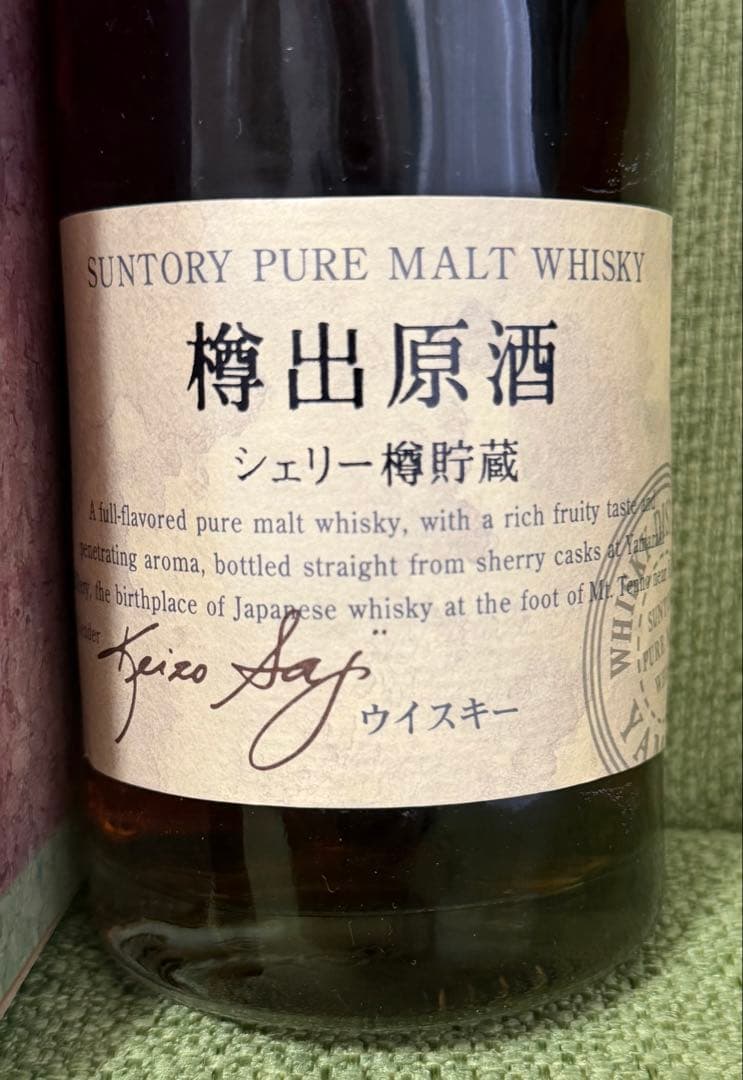 SUNTORY PURE MALT WHISKY
樽出原酒
シェリー樽貯蔵
A full-flavored pure malt whisky, with a rich fruity taste and
penetrating aroma, bottled straight from sherry casks at
the birthplace of Japanese whisky at the foot of Mt.
Keizo Saji
ウイスキー